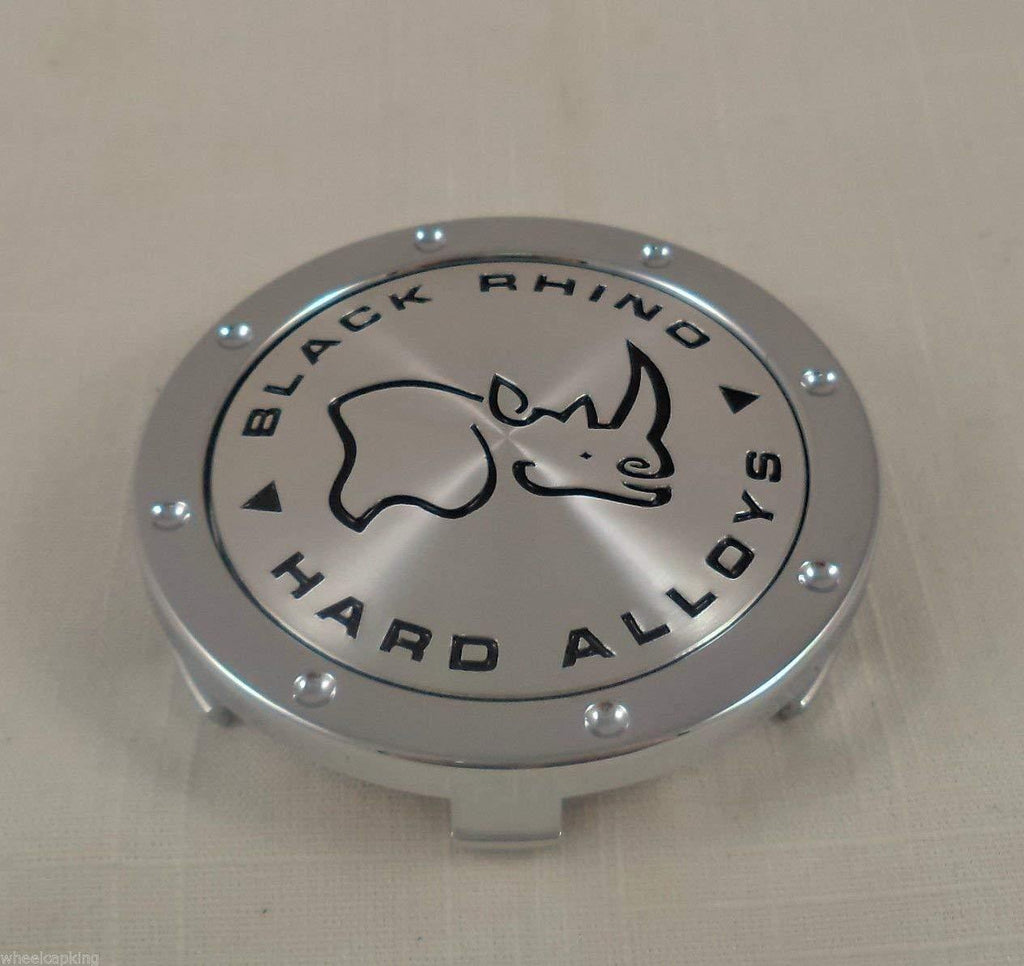 BLACK RHINO
HARD ALLOYS
wheelcapking